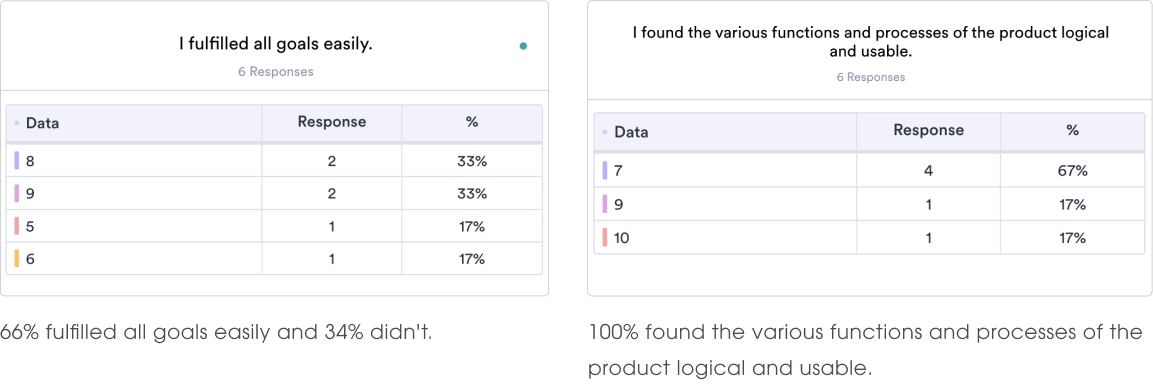 I fulfilled all goals easily.
6 Responses
Data Response %
8 2 33%
9 2 33%
5 1 17%
6 1 17%
66% fulfilled all goals easily and 34% didn't.
I found the various functions and processes of the product logical
and usable.
6 Responses
Data Response %
7 4 67%
9 1 17%
10 1 17%
100% found the various functions and processes of the
product logical and usable.